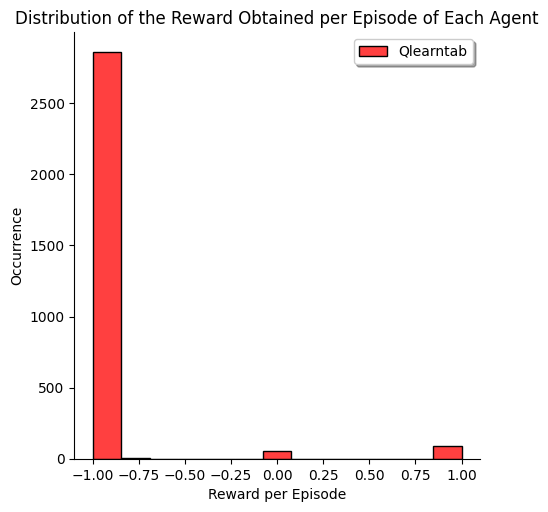 Distribution of the Reward Obtained per Episode of Each Agent
Qlearntab
Occurrence
2500
2000
1500
1000
500
0
−1.00 −0.75 −0.50 −0.25 0.00 0.25 0.50 0.75 1.00
Reward per Episode